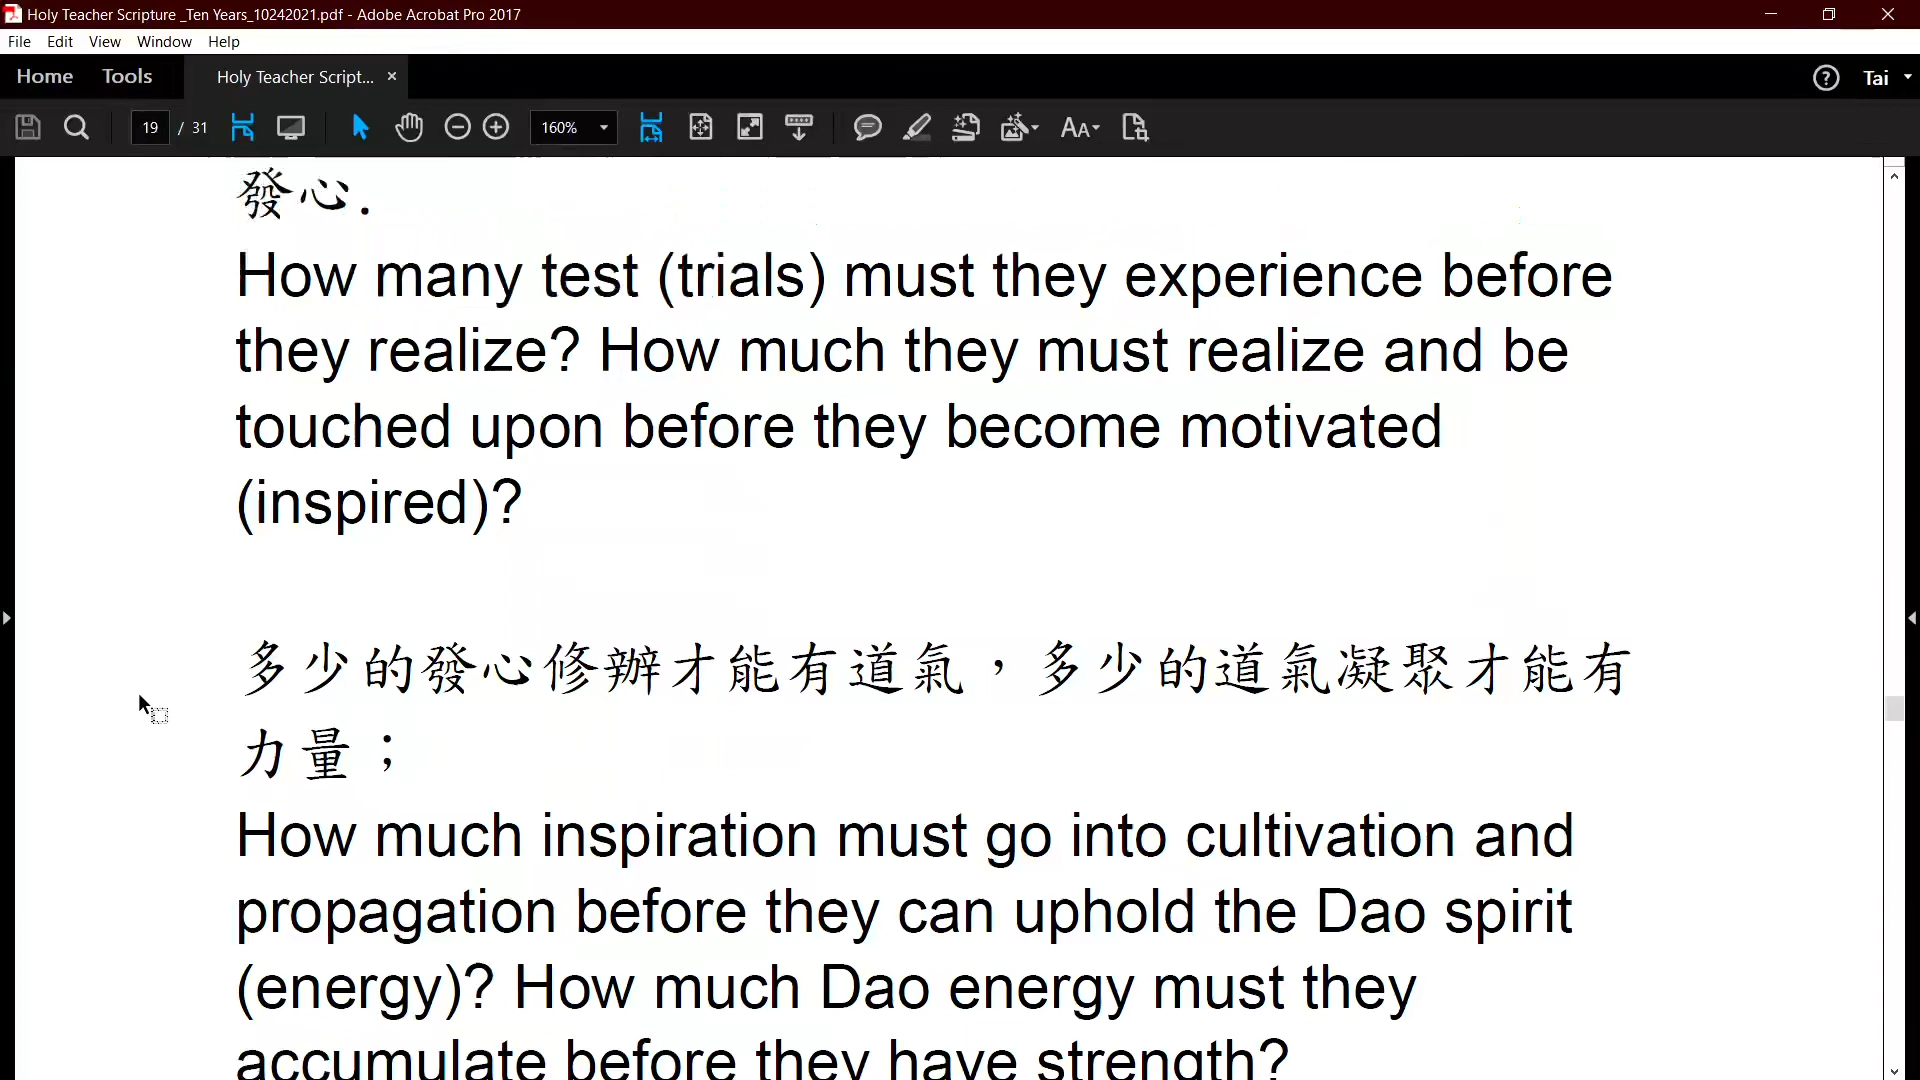 Holy Teacher Scripture _Ten Years_10242021.pdf - Adobe Acrobat Pro 2017
File Edit View Window Help
Home Tools Holy Teacher Script... × ? Tai
19 / 31 160%
發心.
How many test (trials) must they experience before
they realize? How much they must realize and be
touched upon before they become motivated
(inspired)?
多少的發心修辦才能有道氣，多少的道氣凝聚才能有
力量；
How much inspiration must go into cultivation and
propagation before they can uphold the Dao spirit
(energy)? How much Dao energy must they
accumulate before they have strength?